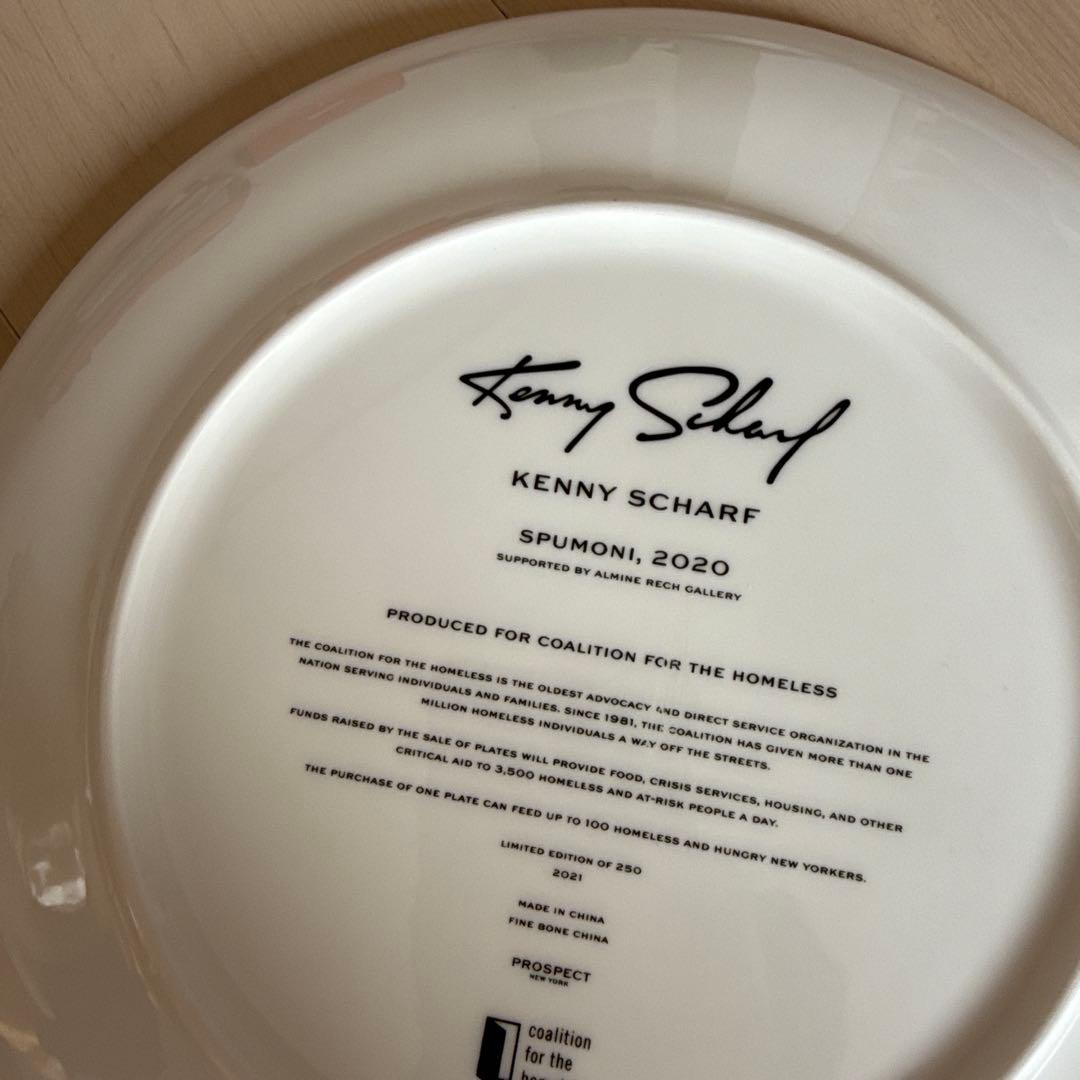 Kenny Scharf
KENNY SCHARF
SPUMONI, 2020
SUPPORTED BY ALMINE RECH GALLERY
PRODUCED FOR COALITION FOR THE HOMELESS
THE COALITION FOR THE HOMELESS IS THE OLDEST ADVOCACY AND DIRECT SERVICE ORGANIZATION IN THE
NATION SERVING INDIVIDUALS AND FAMILIES. SINCE 1981, THE COALITION HAS GIVEN MORE THAN ONE
MILLION HOMELESS INDIVIDUALS A WAY OFF THE STREETS.
FUNDS RAISED BY THE SALE OF PLATES WILL PROVIDE FOOD, CRISIS SERVICES, HOUSING, AND OTHER
CRITICAL AID TO 3,500 HOMELESS AND AT-RISK PEOPLE A DAY.
THE PURCHASE OF ONE PLATE CAN FEED UP TO 100 HOMELESS AND HUNGRY NEW YORKERS.
LIMITED EDITION OF 250
2021
MADE IN CHINA
FINE BONE CHINA
PROSPECT
NEW YORK
coalition
for the